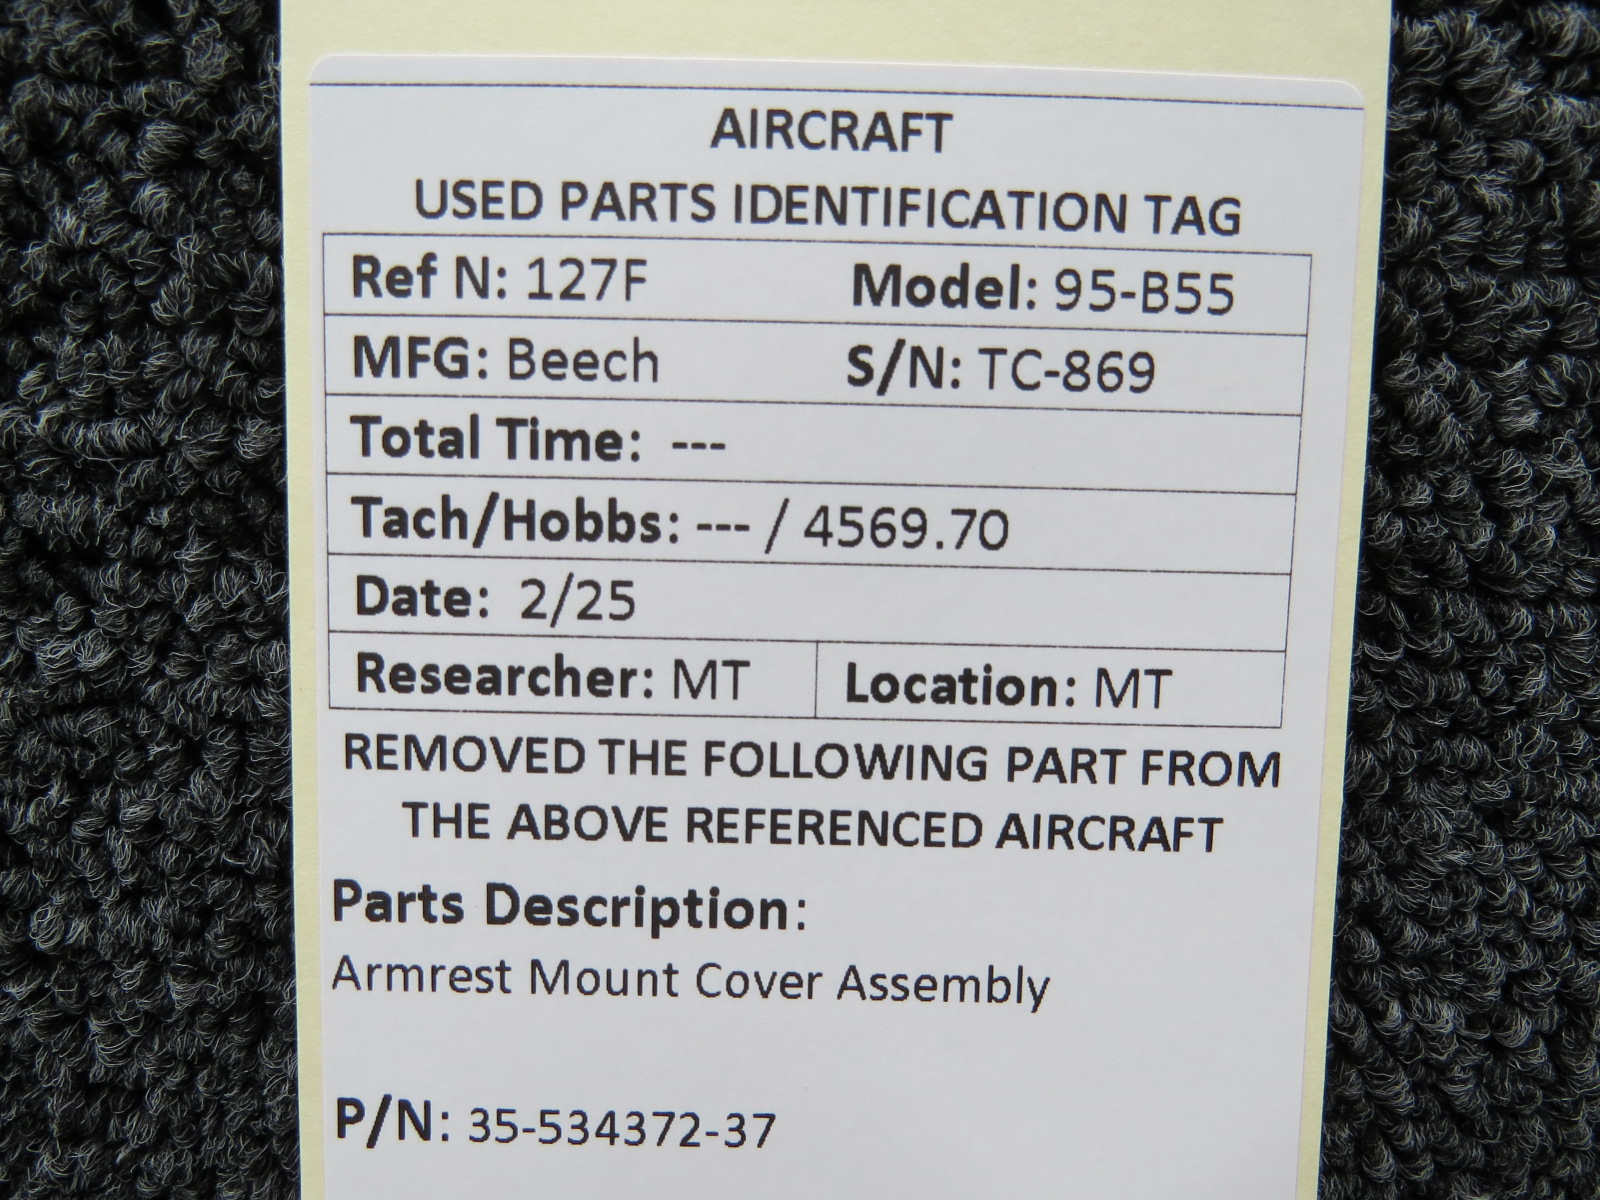 AIRCRAFT
USED PARTS IDENTIFICATION TAG
Ref N: 127F Model: 95-B55
MFG: Beech S/N: TC-869
Total Time: ---
Tach/Hobbs: --- / 4569.70
Date: 2/25
Researcher: MT Location: MT
REMOVED THE FOLLOWING PART FROM
THE ABOVE REFERENCED AIRCRAFT
Parts Description:
Armrest Mount Cover Assembly
P/N: 35-534372-37